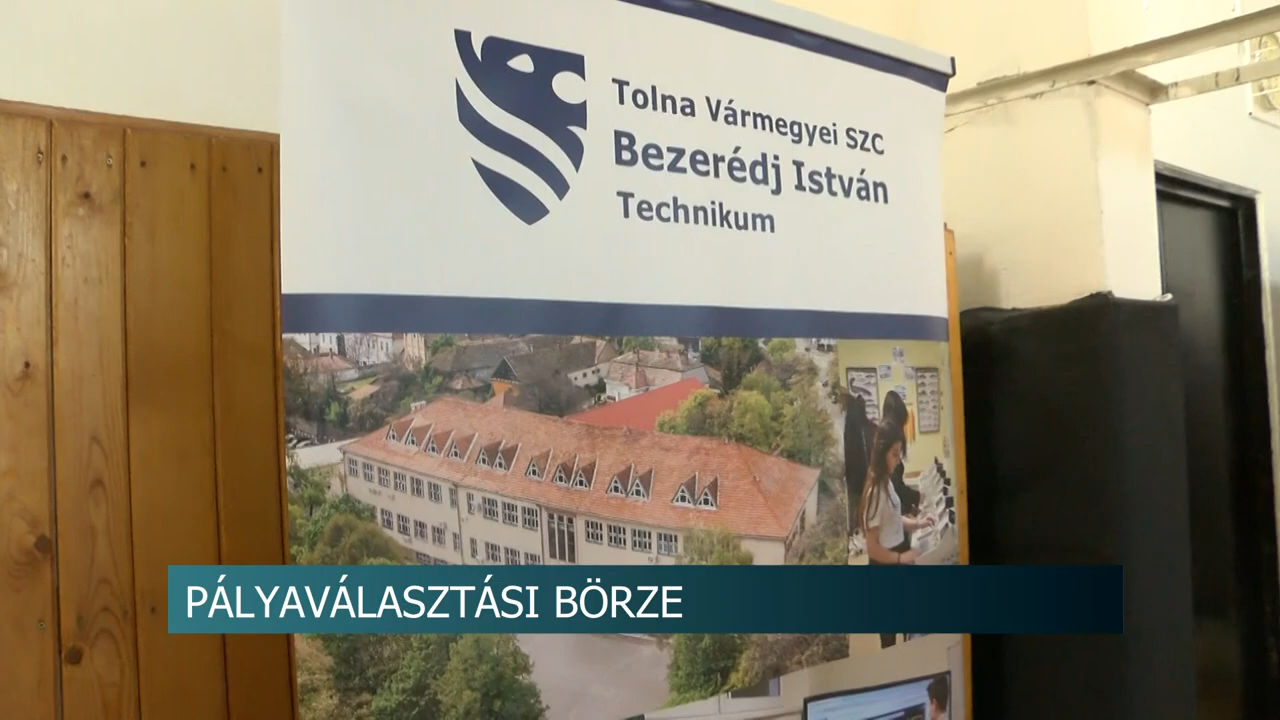 Tolna Vármegyei SZC
Bezerédj István
Technikum
PÁLYAVÁLASZTÁSI BÖRZE